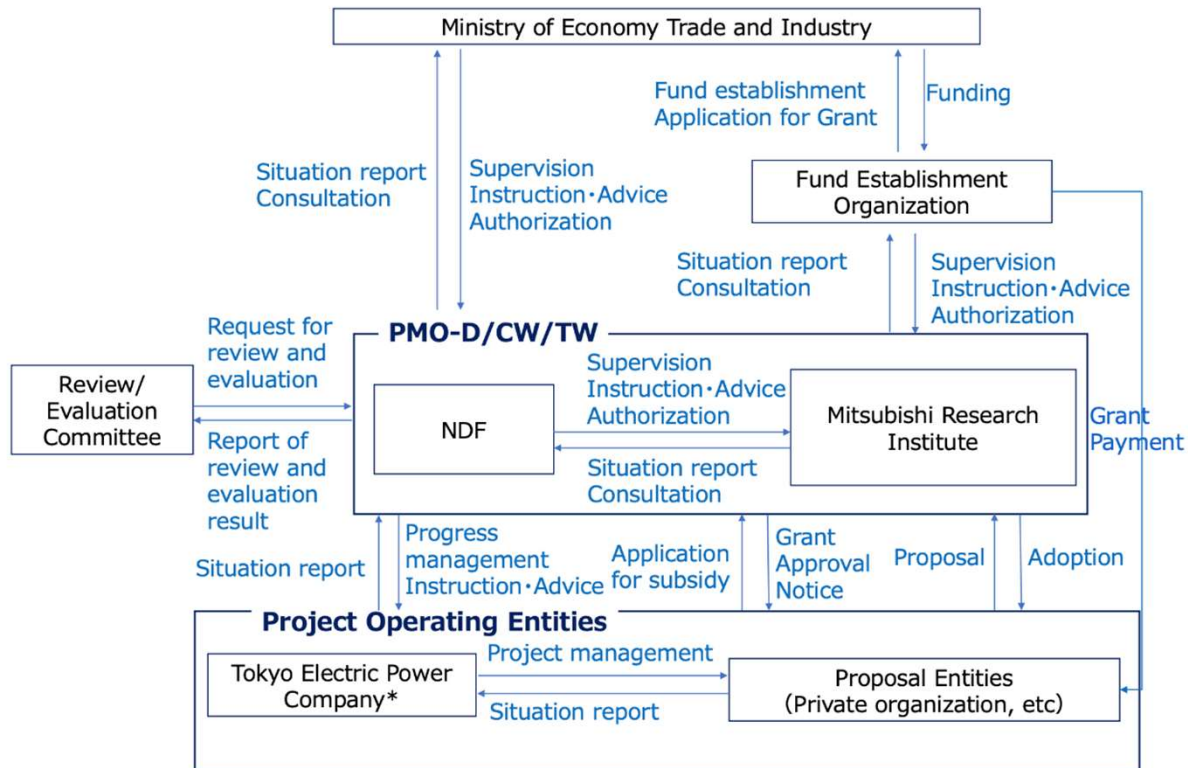 Ministry of Economy Trade and Industry
Fund establishment
Application for Grant
Funding
Situation report
Consultation
Supervision
Instruction・Advice
Authorization
Fund Establishment
Organization
Situation report
Consultation
Supervision
Instruction・Advice
Authorization
Request for
review and
evaluation
PMO-D/CW/TW
Review/
Evaluation
Committee
NDF
Supervision
Instruction・Advice
Authorization
Mitsubishi Research
Institute
Grant
Payment
Situation report
Consultation
Report of
review and
evaluation
result
Situation report
Progress
management
Instruction・Advice
Application
for subsidy
Grant
Approval
Notice
Proposal
Adoption
Project Operating Entities
Tokyo Electric Power
Company*
Project management
Situation report
Proposal Entities
(Private organization, etc)